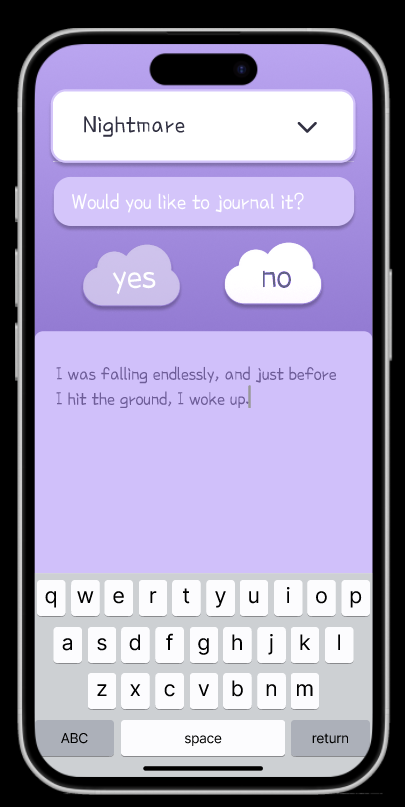 Nightmare
Would you like to journal it?
yes no
I was falling endlessly, and just before
I hit the ground, I woke up.
q w e r t y u i o p
a s d f g h j k l
z x c v b n m
ABC space return